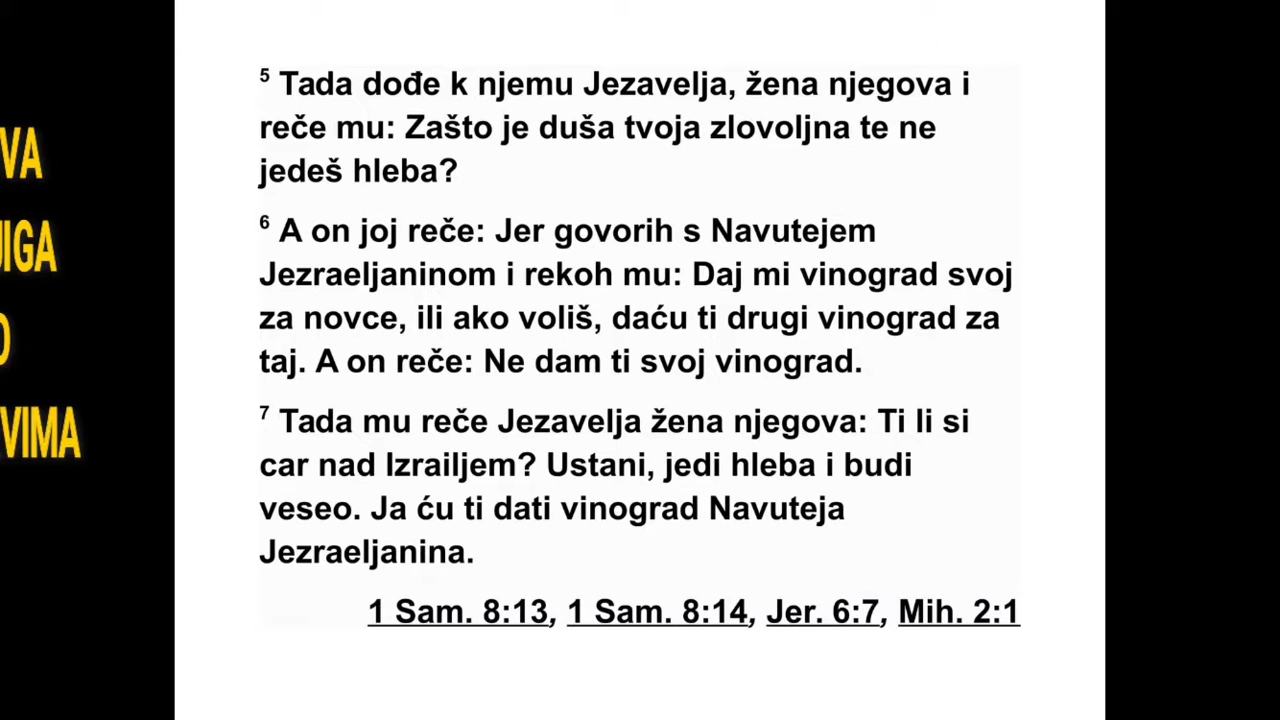 VA
JIGA
O
VIMA
⁵ Tada dođe k njemu Jezavelja, žena njegova i
reče mu: Zašto je duša tvoja zlovoljna te ne
jedeš hleba?
⁶ A on joj reče: Jer govorih s Navutejem
Jezraeljaninom i rekoh mu: Daj mi vinograd svoj
za novce, ili ako voliš, daću ti drugi vinograd za
taj. A on reče: Ne dam ti svoj vinograd.
⁷ Tada mu reče Jezavelja žena njegova: Ti li si
car nad Izrailjem? Ustani, jedi hleba i budi
veseo. Ja ću ti dati vinograd Navuteja
Jezraeljanina.
1 Sam. 8:13, 1 Sam. 8:14, Jer. 6:7, Mih. 2:1